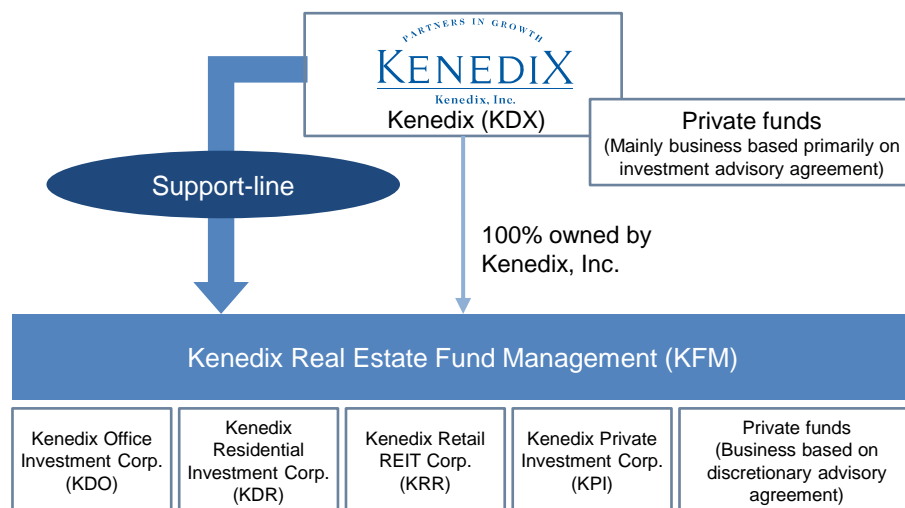 PARTNERS IN GROWTH
KENEDIX
Kenedix, Inc.
Kenedix (KDX)
Private funds
(Mainly business based primarily on
investment advisory agreement)
Support-line
100% owned by
Kenedix, Inc.
Kenedix Real Estate Fund Management (KFM)
Kenedix Office
Investment Corp.
(KDO)
Kenedix
Residential
Investment Corp.
(KDR)
Kenedix Retail
REIT Corp.
(KRR)
Kenedix Private
Investment Corp.
(KPI)
Private funds
(Business based on
discretionary advisory
agreement)